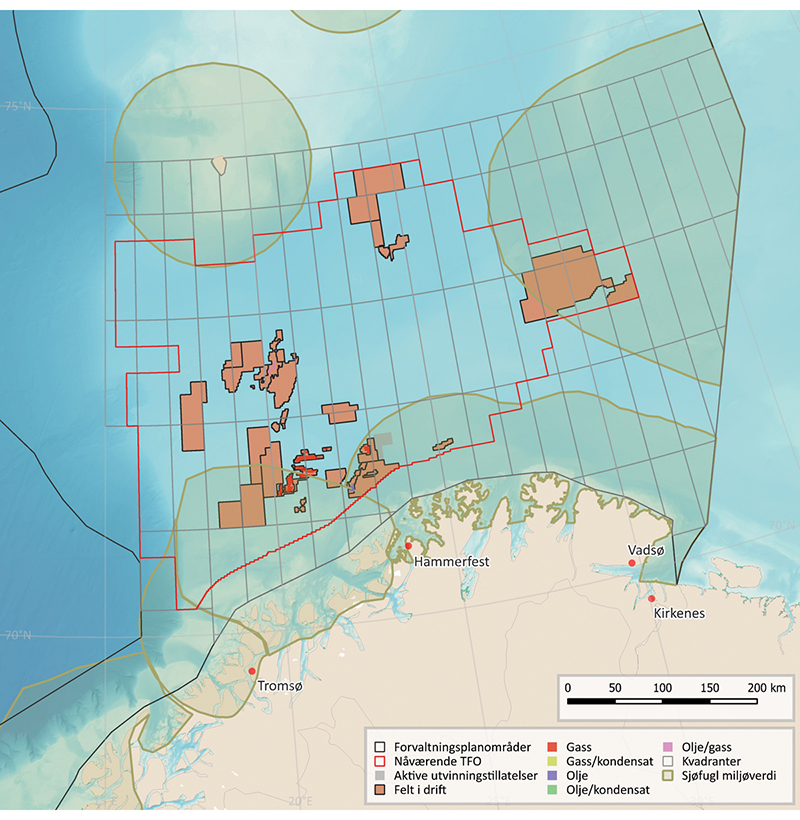 75°N
70°N
Vadsø
Hammerfest
Kirkenes
70°N
Tromsø
0 50 100 150 200 km
Forvaltningsplanområder
Nåværende TFO
Aktive utvinningstillatelser
Felt i drift
Gass
Gass/kondensat
Olje
Olje/kondensat
Olje/gass
Kvadranter
Sjøfugl miljøverdi
20°E